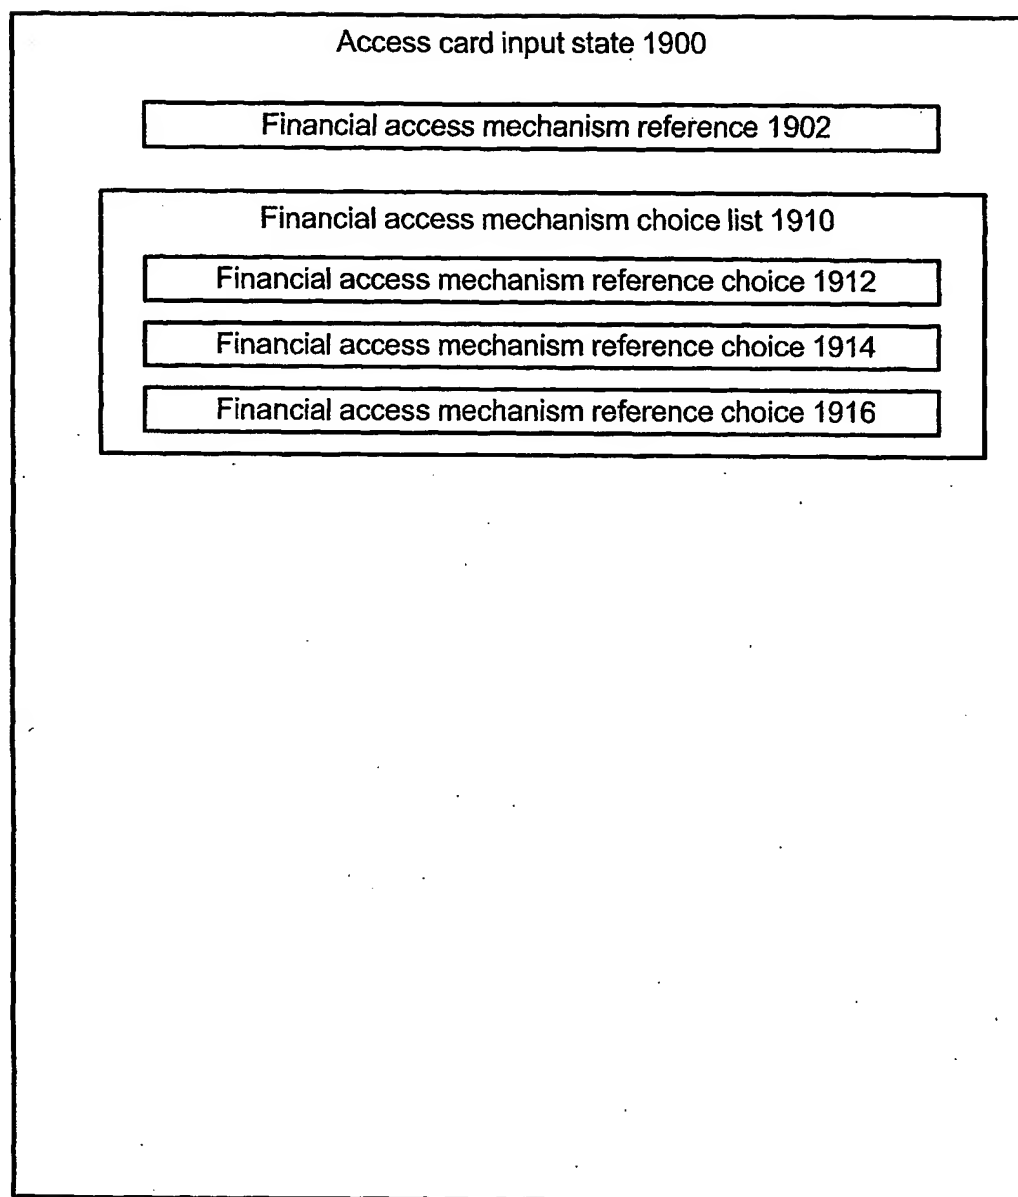 Access card input state 1900
Financial access mechanism reference 1902
Financial access mechanism choice list 1910
Financial access mechanism reference choice 1912
Financial access mechanism reference choice 1914
Financial access mechanism reference choice 1916